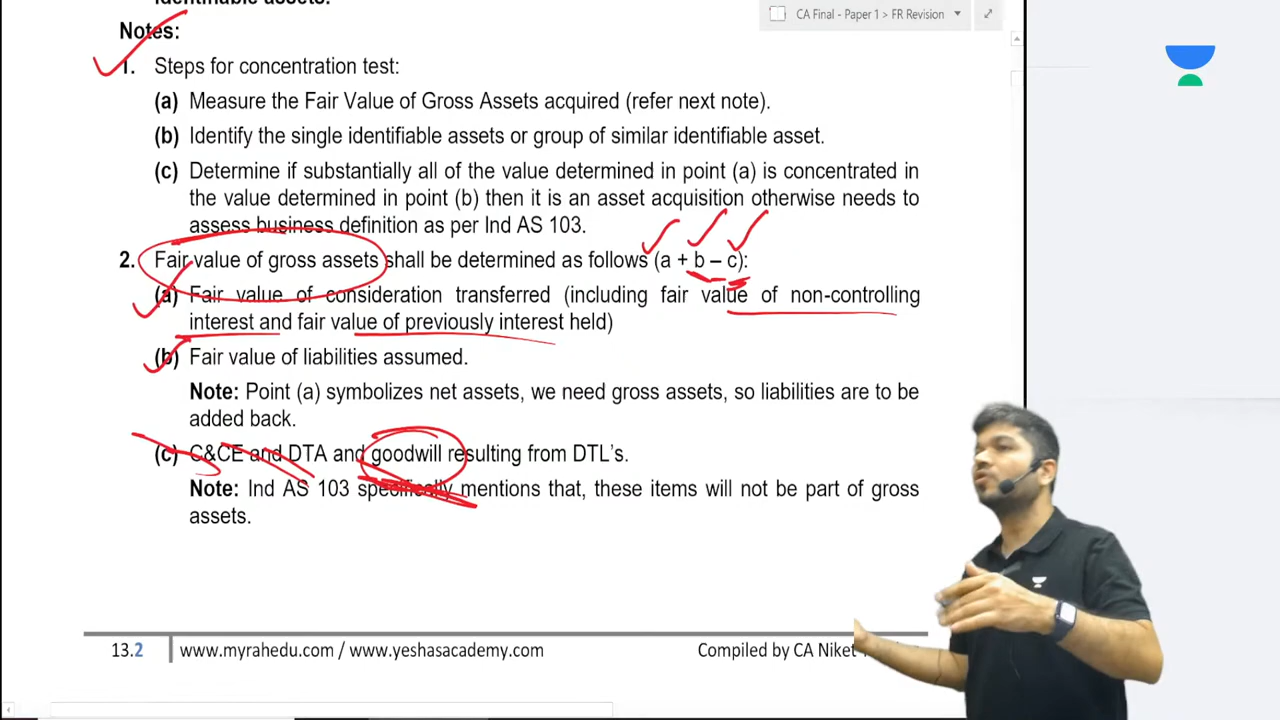 identifiable assets.
CA Final - Paper 1 > FR Revision
Notes:
1. Steps for concentration test:
(a) Measure the Fair Value of Gross Assets acquired (refer next note).
(b) Identify the single identifiable assets or group of similar identifiable asset.
(c) Determine if substantially all of the value determined in point (a) is concentrated in
the value determined in point (b) then it is an asset acquisition otherwise needs to
assess business definition as per Ind AS 103.
2. Fair value of gross assets shall be determined as follows (a + b – c):
(a) Fair value of consideration transferred (including fair value of non-controlling
interest and fair value of previously interest held)
(b) Fair value of liabilities assumed.
Note: Point (a) symbolizes net assets, we need gross assets, so liabilities are to be
added back.
(c) C&CE and DTA and goodwill resulting from DTL's.
Note: Ind AS 103 specifically mentions that, these items will not be part of gross
assets.
13.2 www.myrahedu.com / www.yeshasacademy.com Compiled by CA Niket